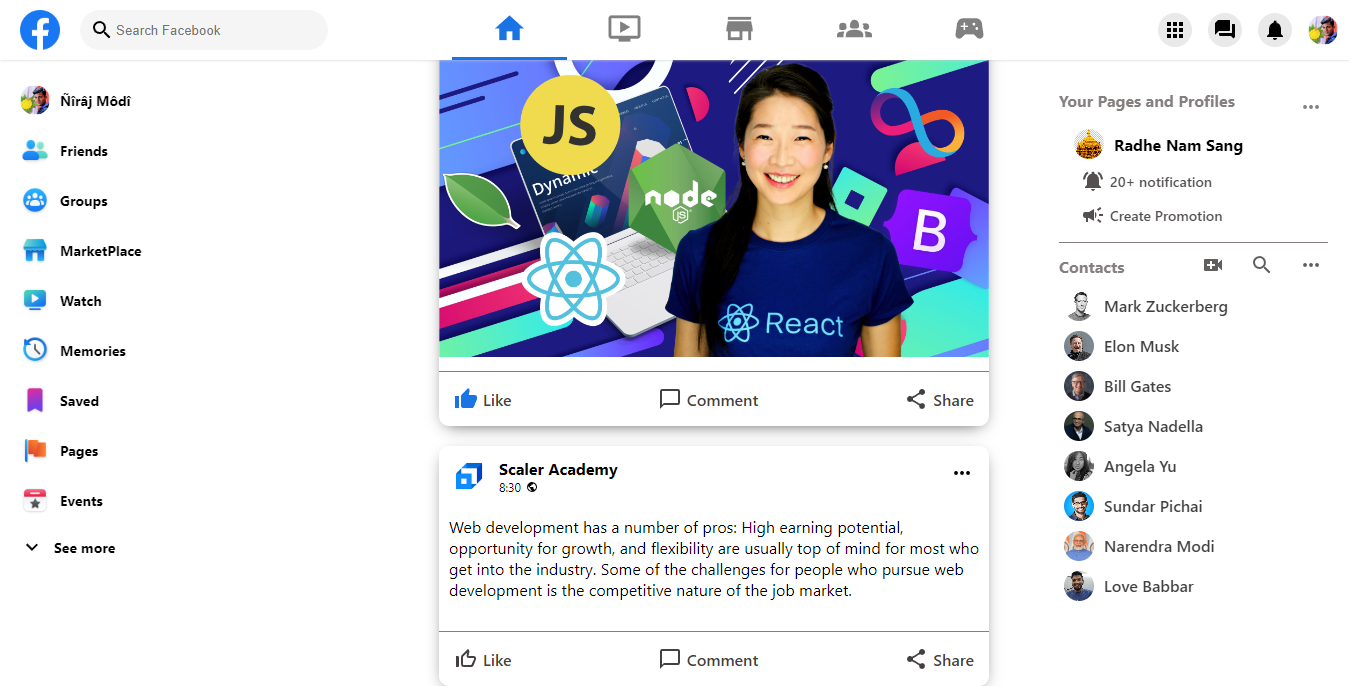 Search Facebook
Ñîrâj Môdî
Friends
Groups
MarketPlace
Watch
Memories
Saved
Pages
Events
See more
JS
Dynamic
node
JS
B
React
Like
Comment
Share
Scaler Academy
8:30
Web development has a number of pros: High earning potential,
opportunity for growth, and flexibility are usually top of mind for most who
get into the industry. Some of the challenges for people who pursue web
development is the competitive nature of the job market.
Like
Comment
Share
Your Pages and Profiles
Radhe Nam Sang
20+ notification
Create Promotion
Contacts
Mark Zuckerberg
Elon Musk
Bill Gates
Satya Nadella
Angela Yu
Sundar Pichai
Narendra Modi
Love Babbar